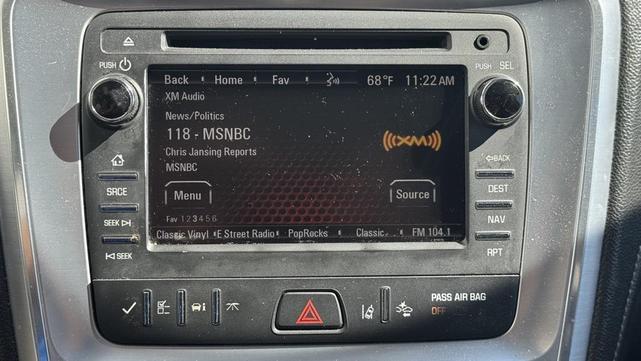 PUSH
PUSH SEL
Back Home Fav 68°F 11:22 AM
XM Audio
News/Politics
118 - MSNBC
((XM))
Chris Jansing Reports
MSNBC
Menu
Source
Fav 1 2 3 4 5 6
Classic Vinyl E Street Radio PopRocks Classic FM 104.1
SRCE
SEEK
SEEK
BACK
DEST
NAV
RPT
PASS AIR BAG
OFF